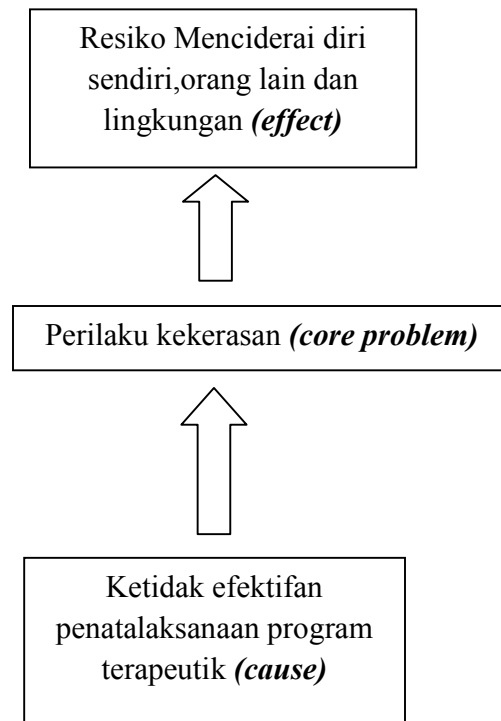 Resiko Menciderai diri
sendiri,orang lain dan
lingkungan (effect)
Perilaku kekerasan (core problem)
Ketidak efektifan
penatalaksanaan program
terapeutik (cause)